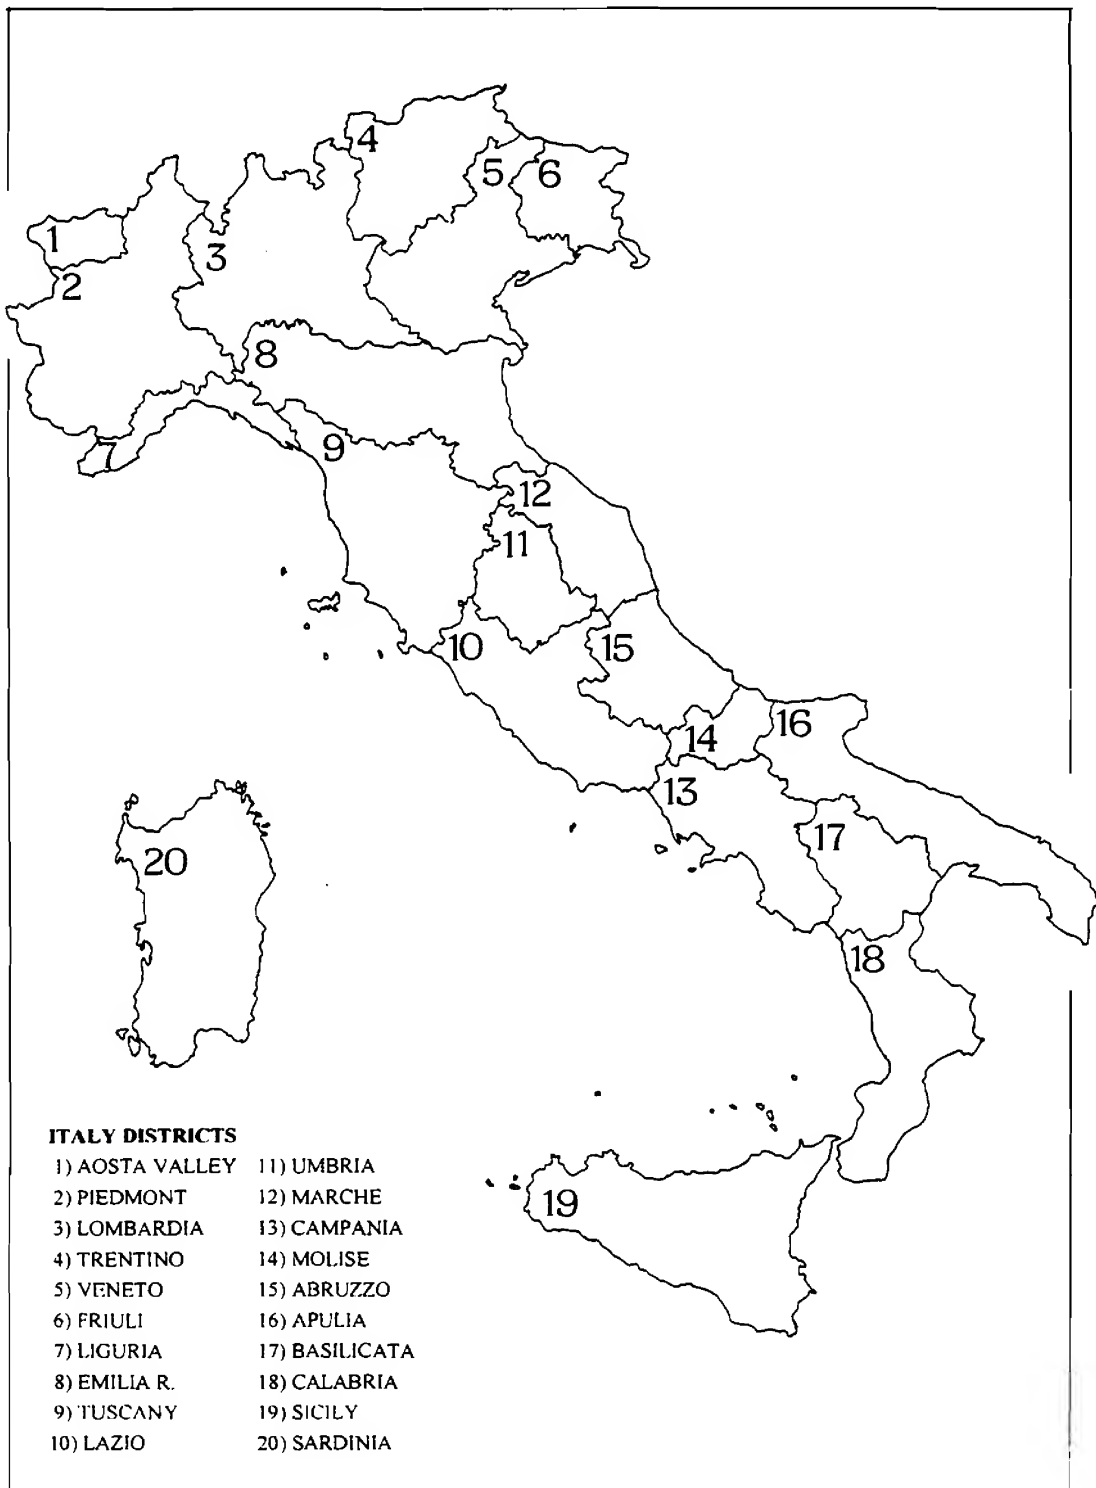 4
5
6
1
3
2
8
9
7
12
11
10
15
16
14
13
17
20
18
19
ITALY DISTRICTS
1) AOSTA VALLEY 11) UMBRIA
2) PIEDMONT 12) MARCHE
3) LOMBARDIA 13) CAMPANIA
4) TRENTINO 14) MOLISE
5) VENETO 15) ABRUZZO
6) FRIULI 16) APULIA
7) LIGURIA 17) BASILICATA
8) EMILIA R. 18) CALABRIA
9) TUSCANY 19) SICILY
10) LAZIO 20) SARDINIA